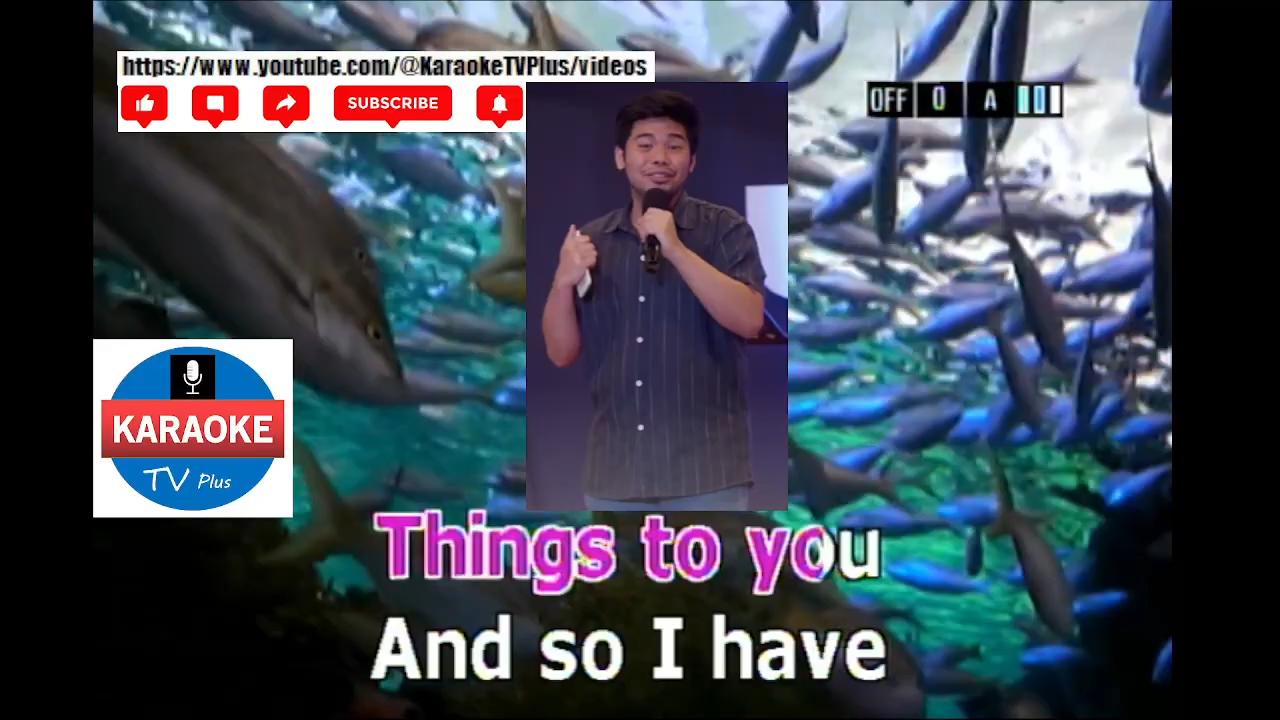 https://www.youtube.com/@KaraokeTVPlus/videos
SUBSCRIBE
OFF 0 A
KARAOKE
TV Plus
Things to you
And so I have